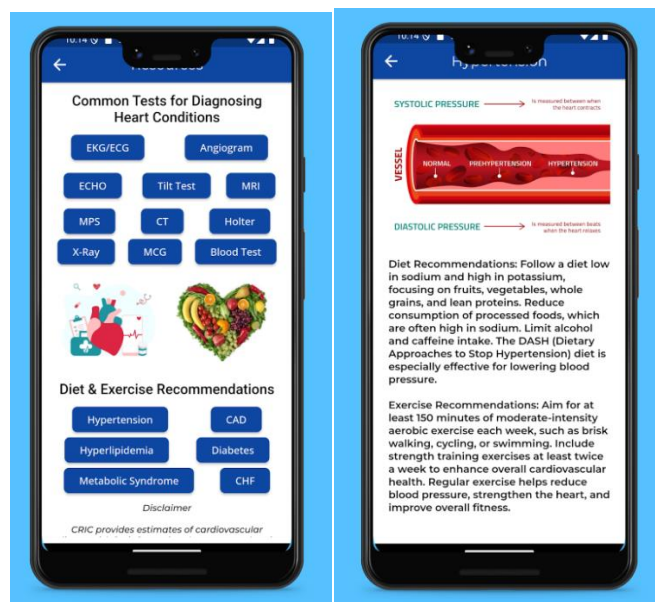 10:14
Resources
Common Tests for Diagnosing
Heart Conditions
EKG/ECG Angiogram
ECHO Tilt Test MRI
MPS CT Holter
X-Ray MCG Blood Test
Diet & Exercise Recommendations
Hypertension CAD
Hyperlipidemia Diabetes
Metabolic Syndrome CHF
Disclaimer
CRIC provides estimates of cardiovascular
10:14
Hypertension
SYSTOLIC PRESSURE Is measured between when
the heart contracts
VESSEL
NORMAL PREHYPERTENSION HYPERTENSION
DIASTOLIC PRESSURE Is measured between beats
when the heart relaxes
Diet Recommendations: Follow a diet low
in sodium and high in potassium,
focusing on fruits, vegetables, whole
grains, and lean proteins. Reduce
consumption of processed foods, which
are often high in sodium. Limit alcohol
and caffeine intake. The DASH (Dietary
Approaches to Stop Hypertension) diet is
especially effective for lowering blood
pressure.
Exercise Recommendations: Aim for at
least 150 minutes of moderate-intensity
aerobic exercise each week, such as brisk
walking, cycling, or swimming. Include
strength training exercises at least twice
a week to enhance overall cardiovascular
health. Regular exercise helps reduce
blood pressure, strengthen the heart, and
improve overall fitness.